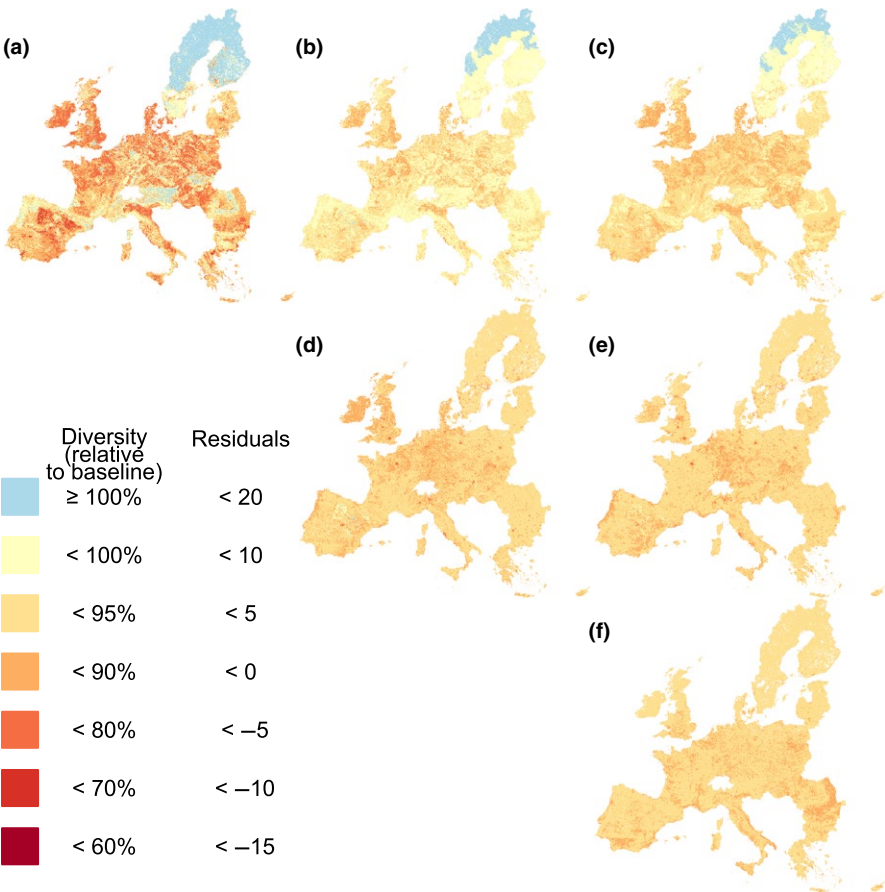 (a)
(b)
(c)
(d)
(e)
(f)
Diversity
(relative
to baseline)
Residuals
≥ 100% < 20
< 100% < 10
< 95% < 5
< 90% < 0
< 80% < –5
< 70% < –10
< 60% < –15